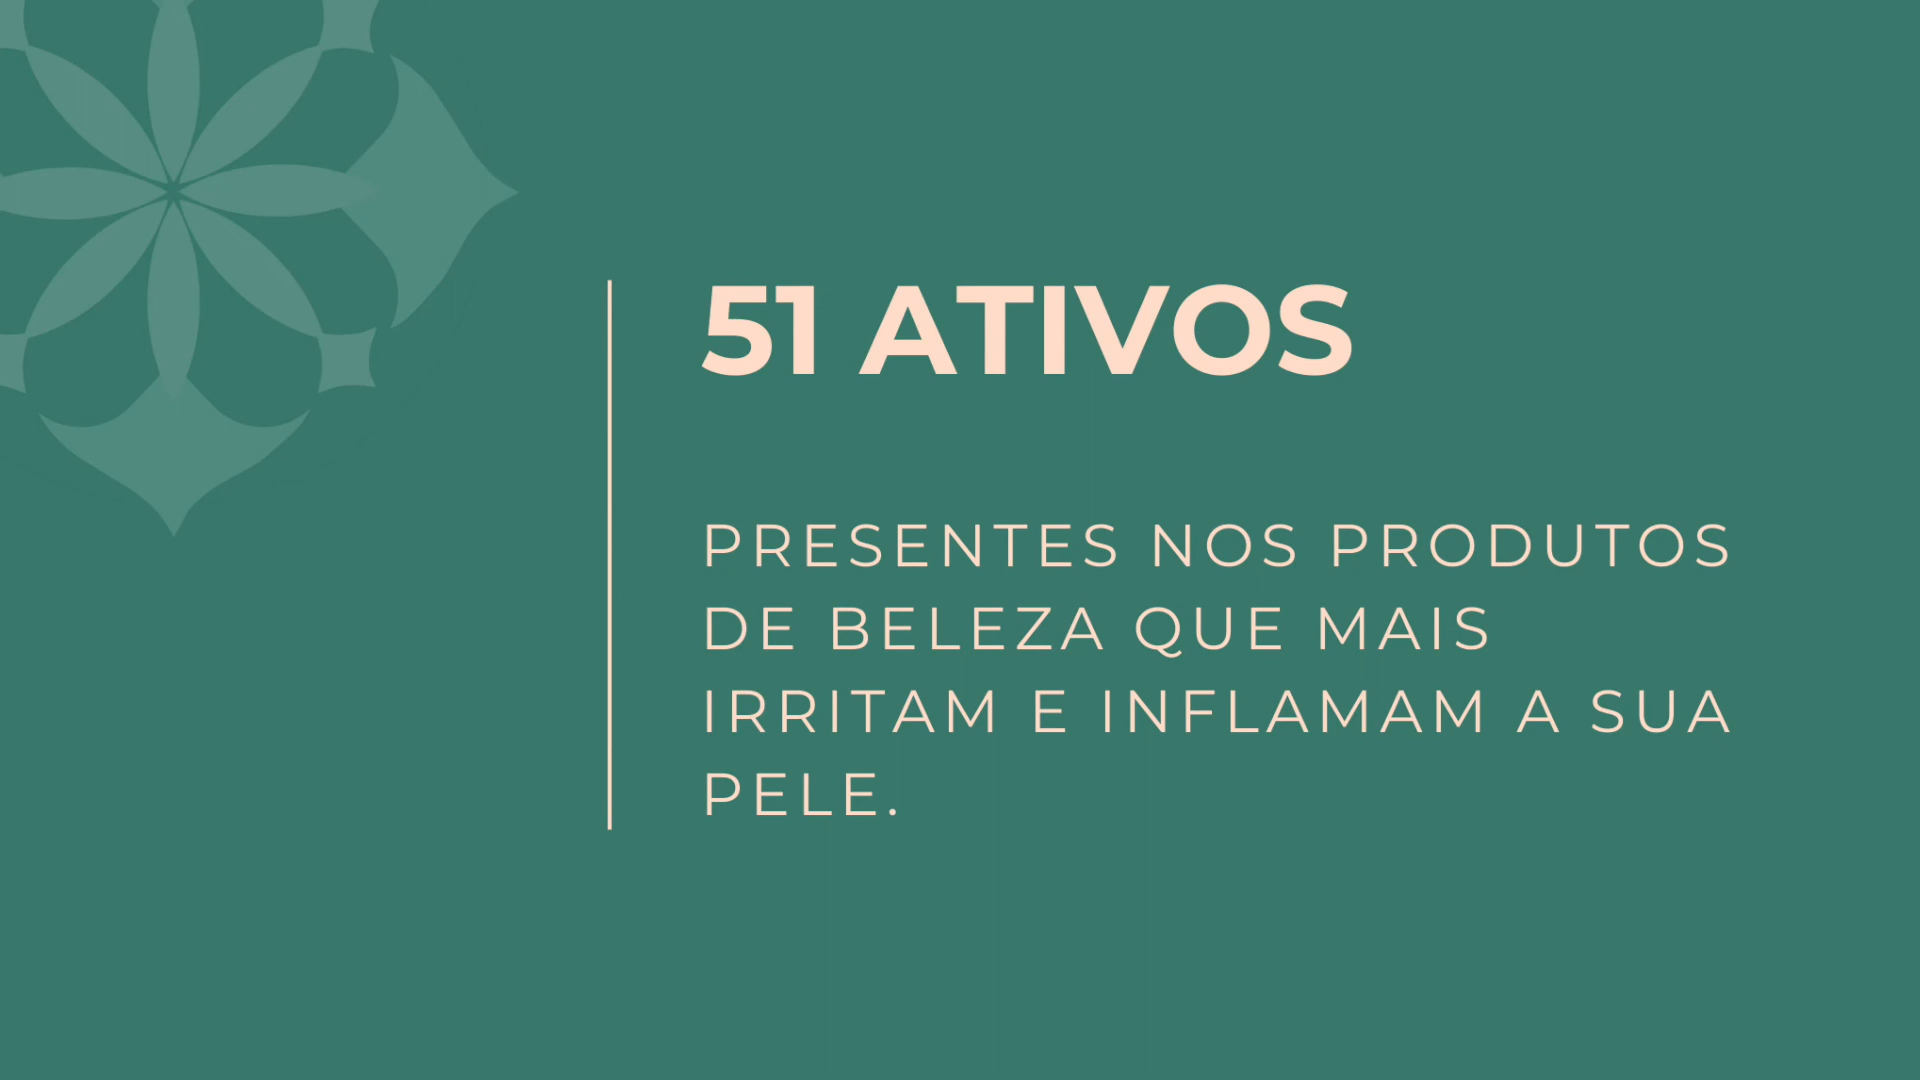 51 ATIVOS
PRESENTES NOS PRODUTOS
DE BELEZA QUE MAIS
IRRITAM E INFLAMAM A SUA
PELE.